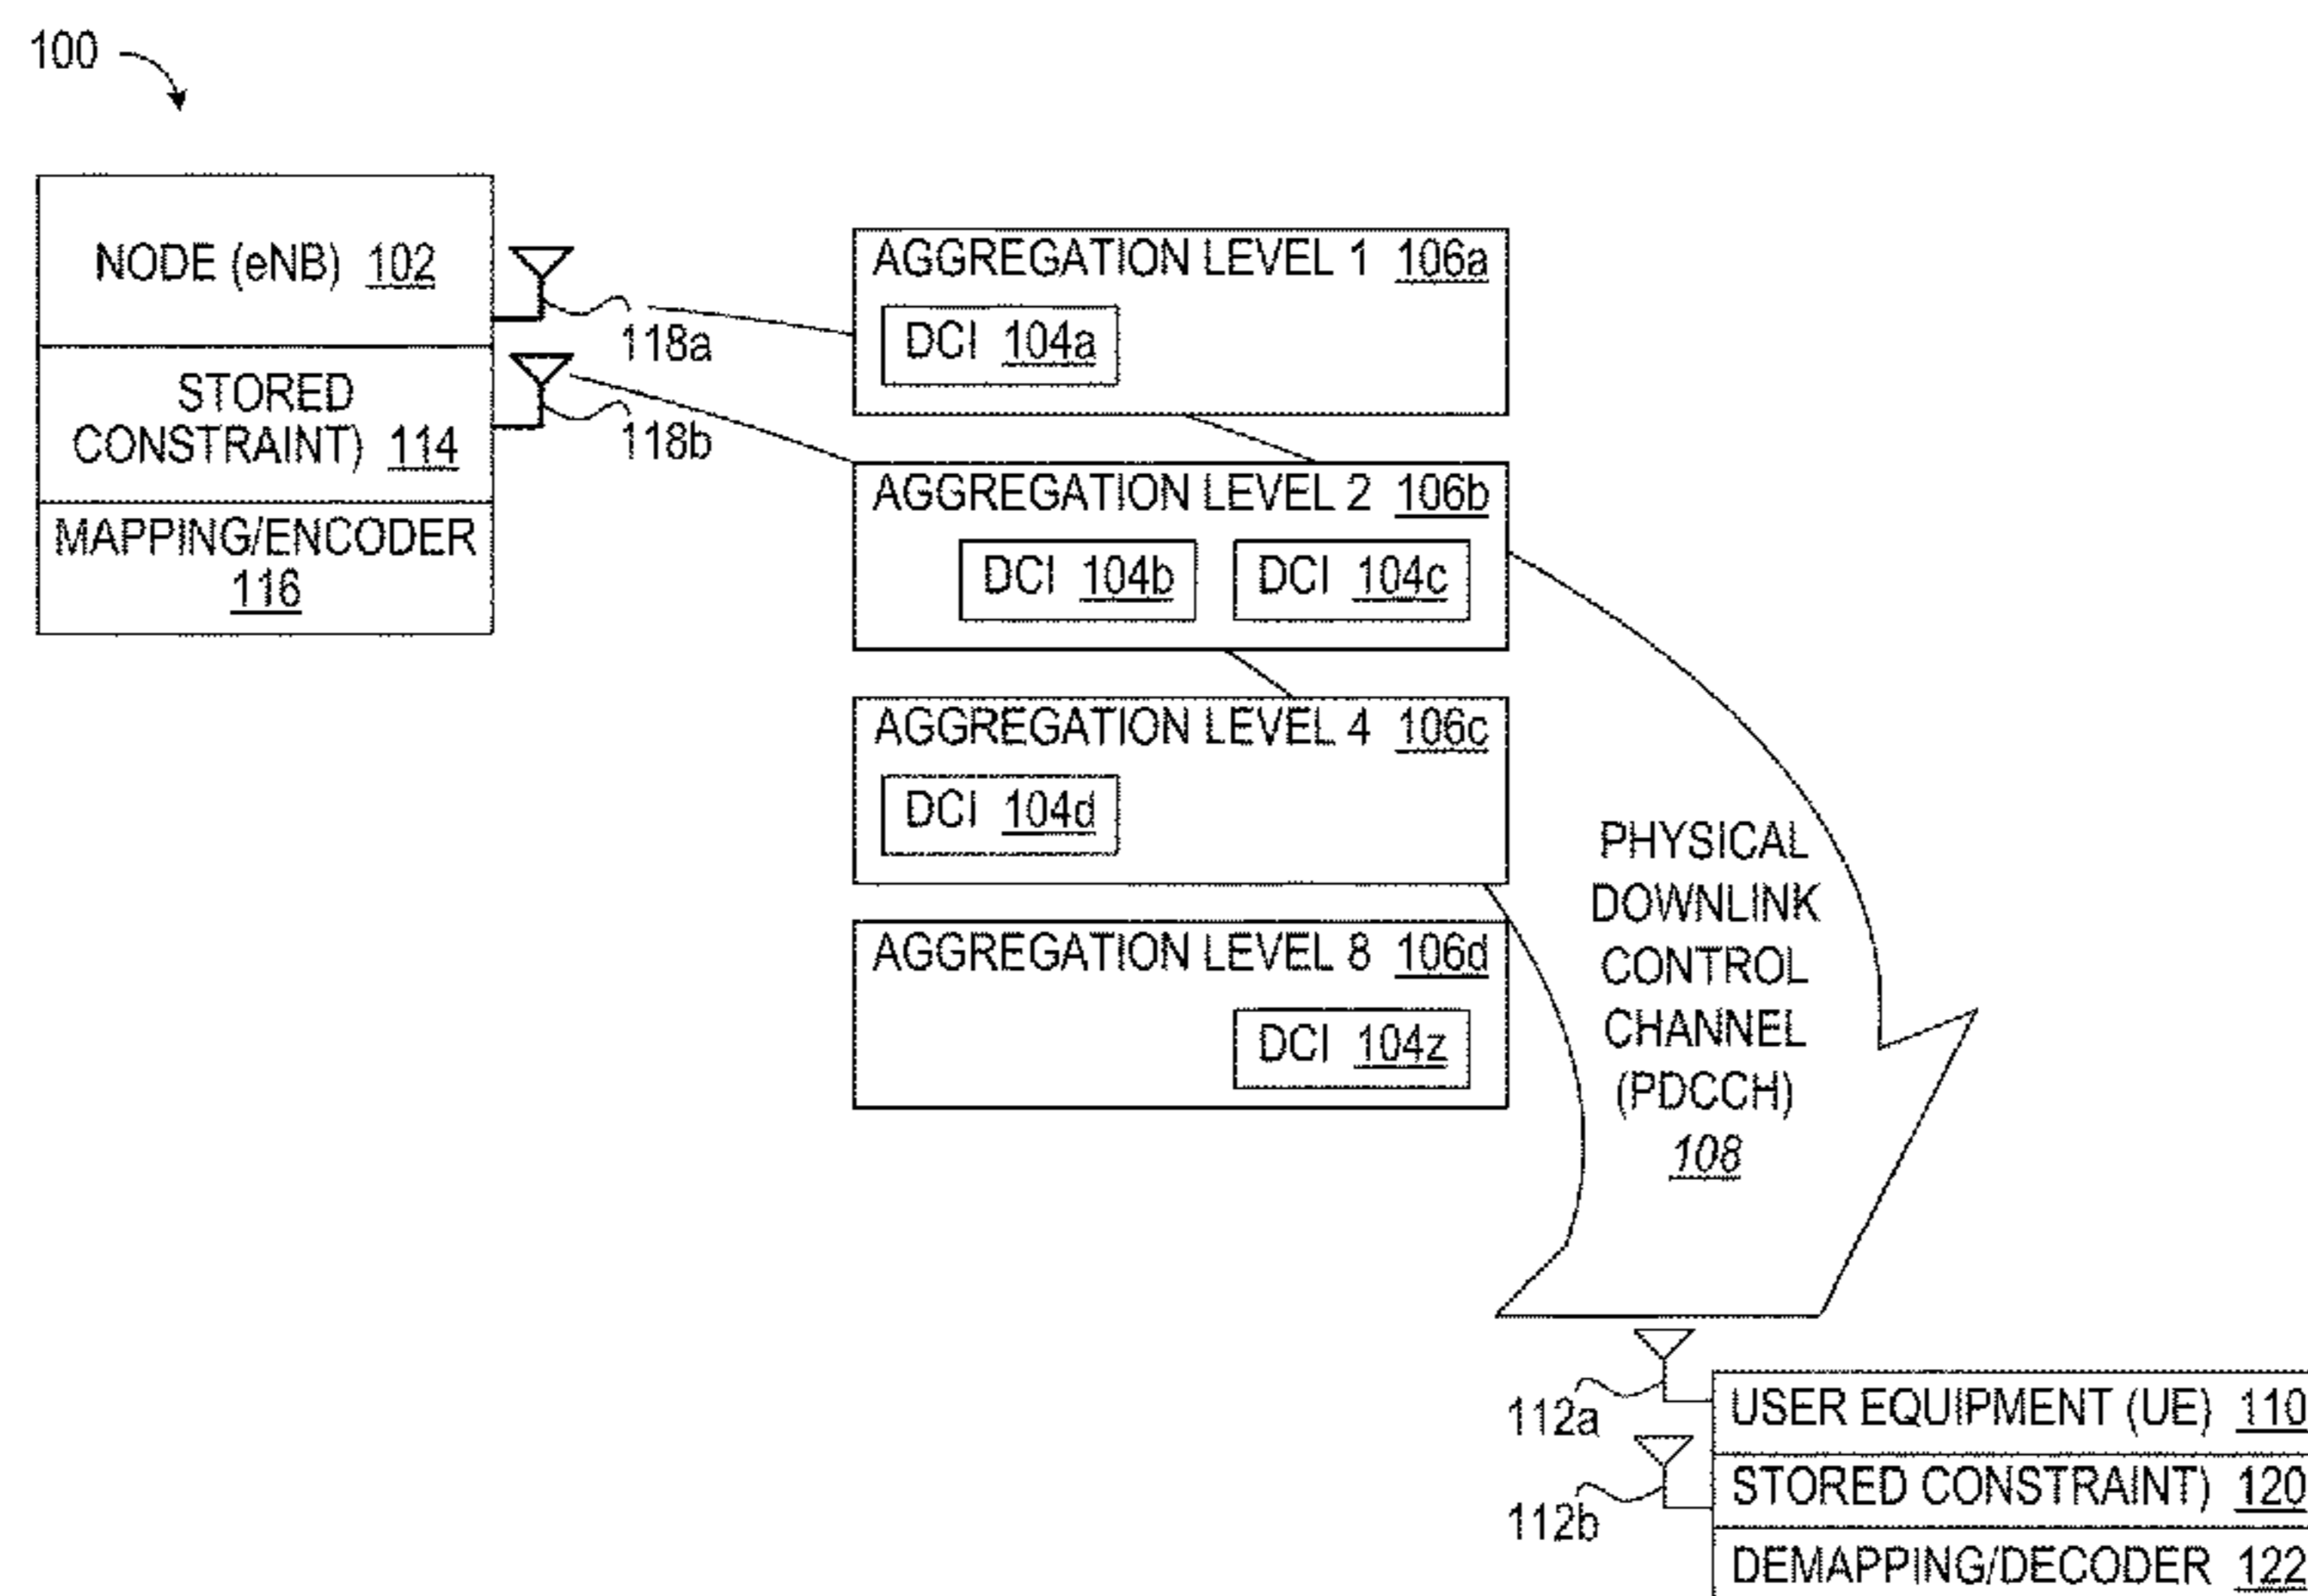 100
NODE (eNB) 102
STORED
CONSTRAINT) 114
MAPPING/ENCODER
116
118a
118b
AGGREGATION LEVEL 1 106a
DCI 104a
AGGREGATION LEVEL 2 106b
DCI 104b DCI 104c
AGGREGATION LEVEL 4 106c
DCI 104d
AGGREGATION LEVEL 8 106d
DCI 104z
PHYSICAL
DOWNLINK
CONTROL
CHANNEL
(PDCCH)
108
112a
112b
USER EQUIPMENT (UE) 110
STORED CONSTRAINT) 120
DEMAPPING/DECODER 122